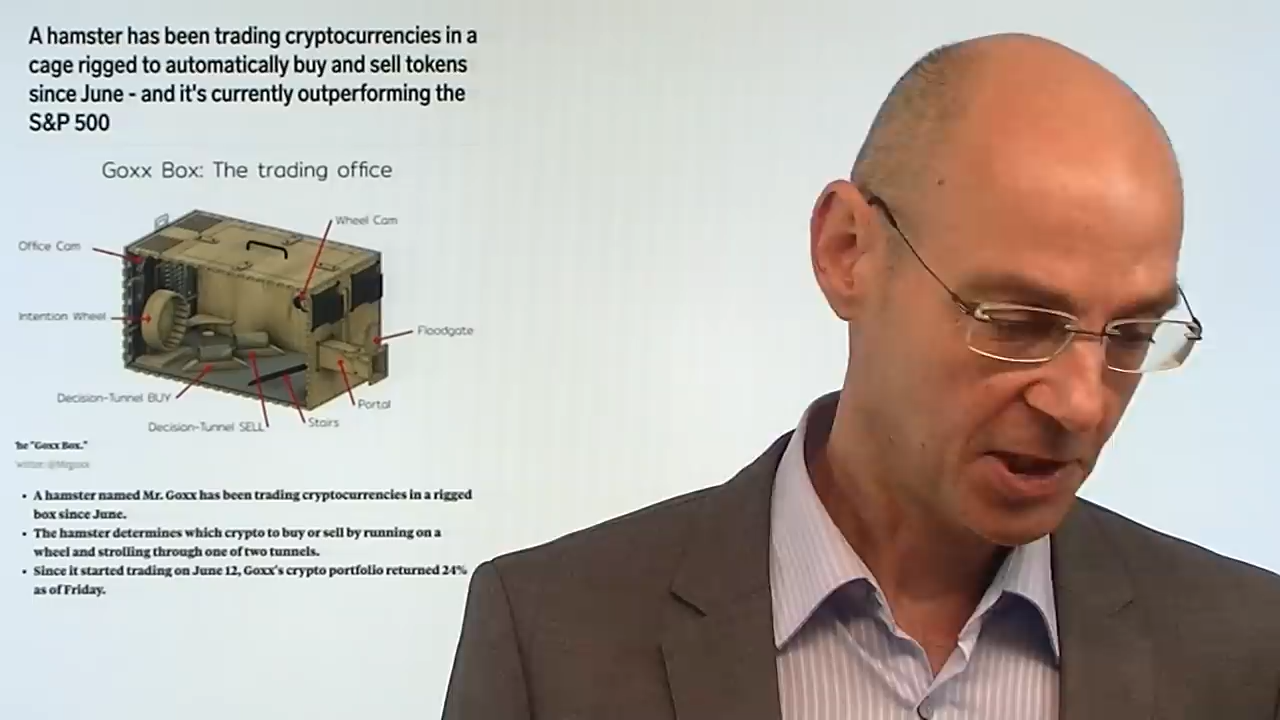 A hamster has been trading cryptocurrencies in a
cage rigged to automatically buy and sell tokens
since June - and it's currently outperforming the
S&P 500
Goxx Box: The trading office
Wheel Cam
Office Cam
Intention Wheel
Floodgate
Decision-Tunnel BUY
Portal
Decision-Tunnel SELL
Stairs
he "Goxx Box."
• A hamster named Mr. Goxx has been trading cryptocurrencies in a rigged
box since June.
• The hamster determines which crypto to buy or sell by running on a
wheel and strolling through one of two tunnels.
• Since it started trading on June 12, Goxx's crypto portfolio returned 24%
as of Friday.